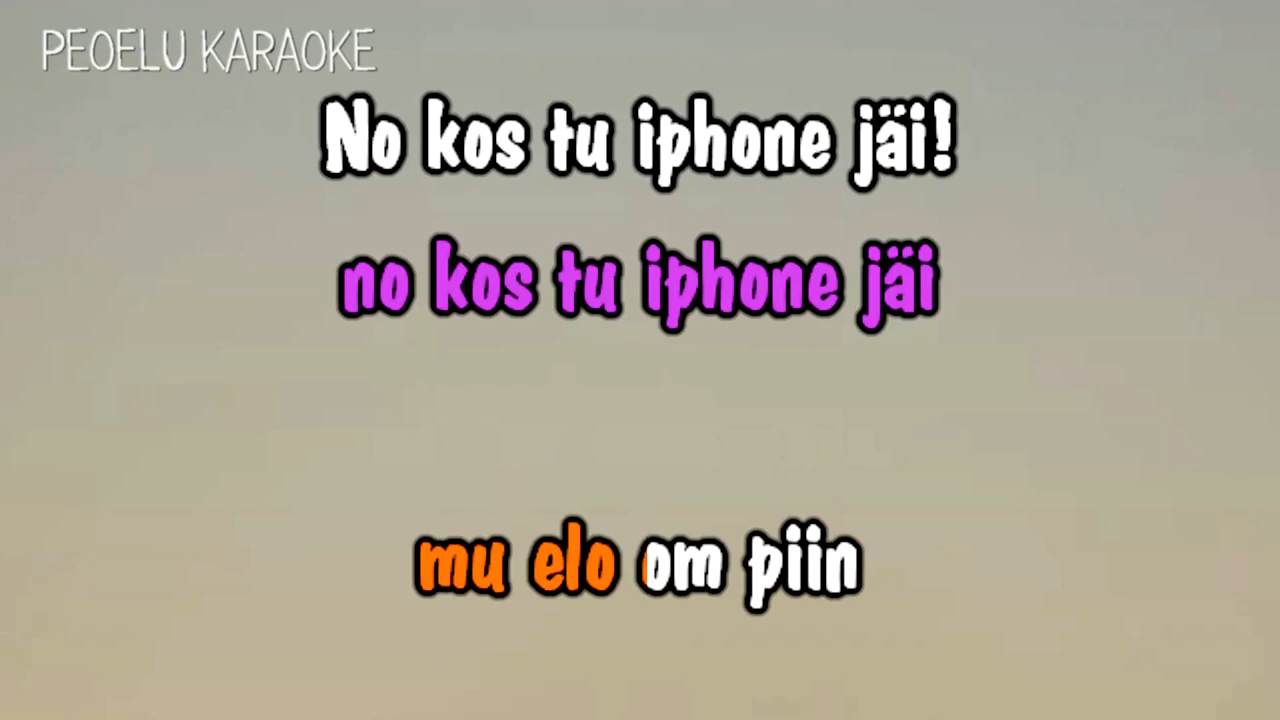 PEOELU KARAOKE
No kos tu iphone jäi!
no kos tu iphone jäi
mu elo om piin